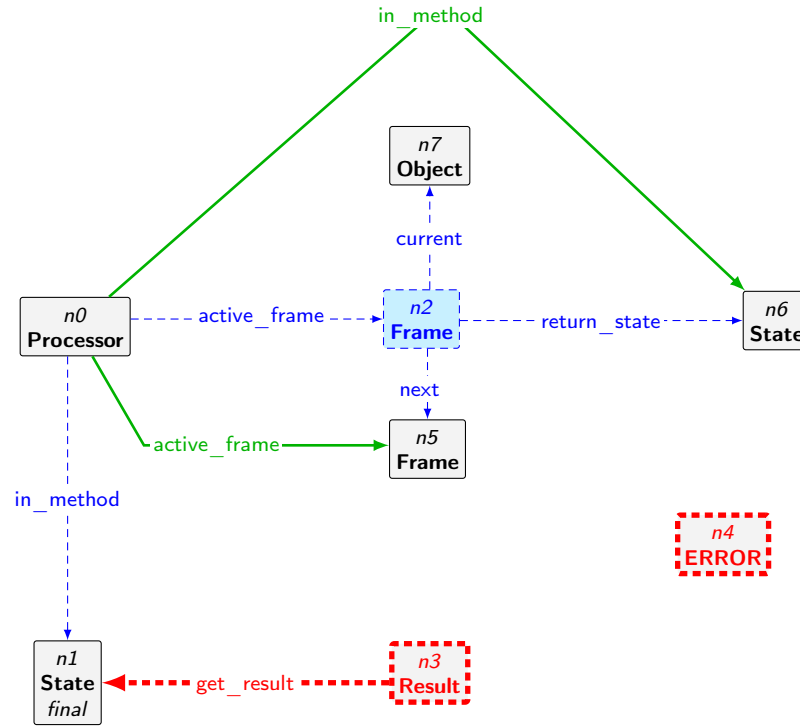 in_method
n7
Object
current
n0
Processor
active_frame
n2
Frame
return_state
n6
State
next
active_frame
n5
Frame
in_method
n4
ERROR
n1
State
final
get_result
n3
Result